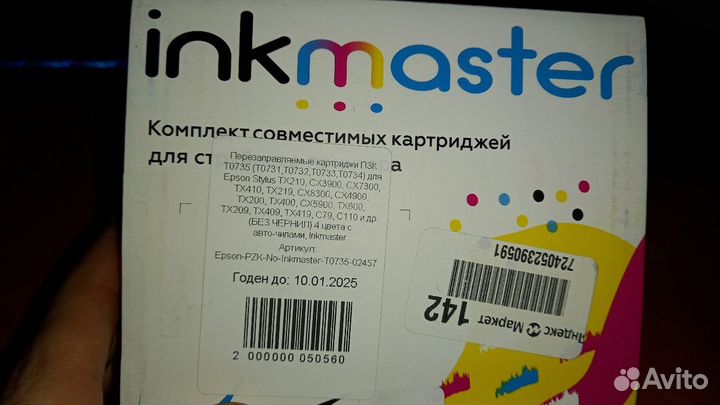 inkmaster
Комплект совместимых картриджей
для ст а
Перезаправляемые картриджи ПЗК
T0735 (T0731,T0732,T0733,T0734) для
Epson Stylus TX210, CX3900, CX7300,
TX410, TX219, CX8300, CX4900,
TX200, TX400, CX5900, TX600,
TX209, TX409, TX419, C79, C110 и др.
(БЕЗ ЧЕРНИЛ) 4 цвета с
авто-чипами, Inkmaster
Артикул:
Epson-PZK-No-Inkmaster-T0735-02457
Годен до: 10.01.2025
2 000000 050560
724052390591
142
Яндекс Маркет
Avito